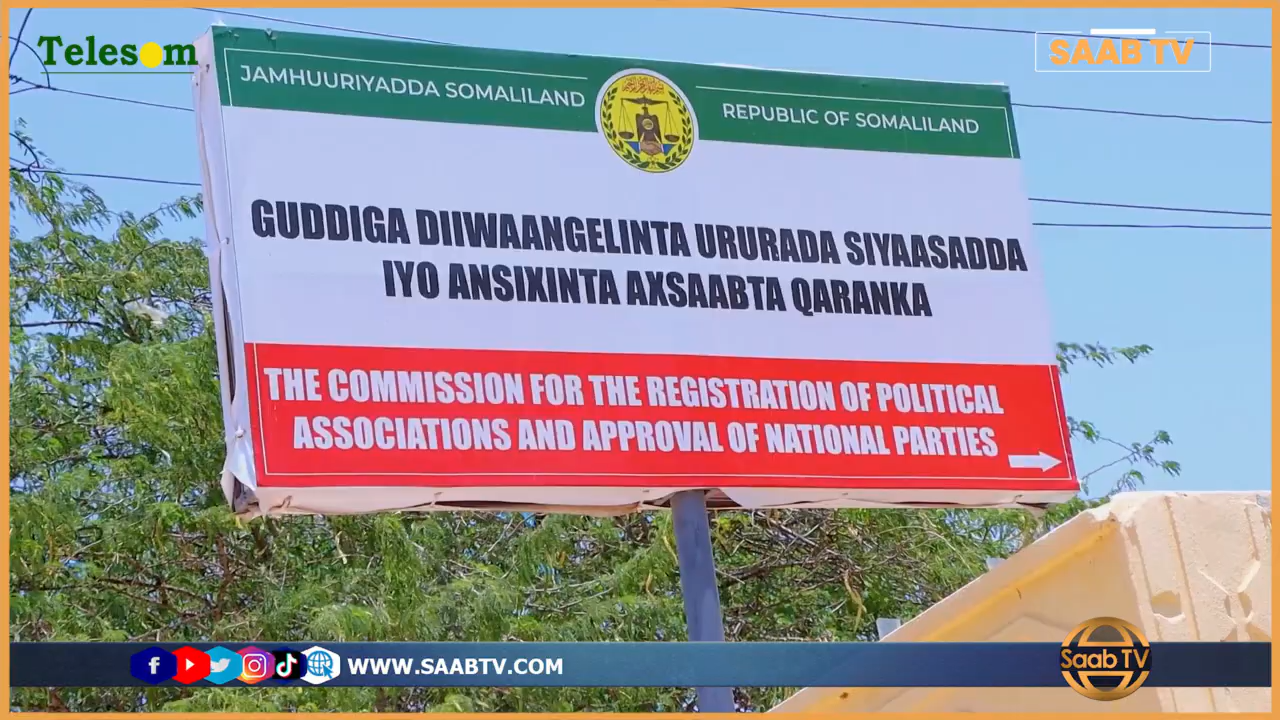 Telesom
SAAB TV
JAMHUURIYADDA SOMALILAND
REPUBLIC OF SOMALILAND
GUDDIGA DIIWAANGELINTA URURADA SIYAASADDA
IYO ANSIXINTA AXSAABTA QARANKA
THE COMMISSION FOR THE REGISTRATION OF POLITICAL
ASSOCIATIONS AND APPROVAL OF NATIONAL PARTIES
WWW.SAABTV.COM
Saab TV